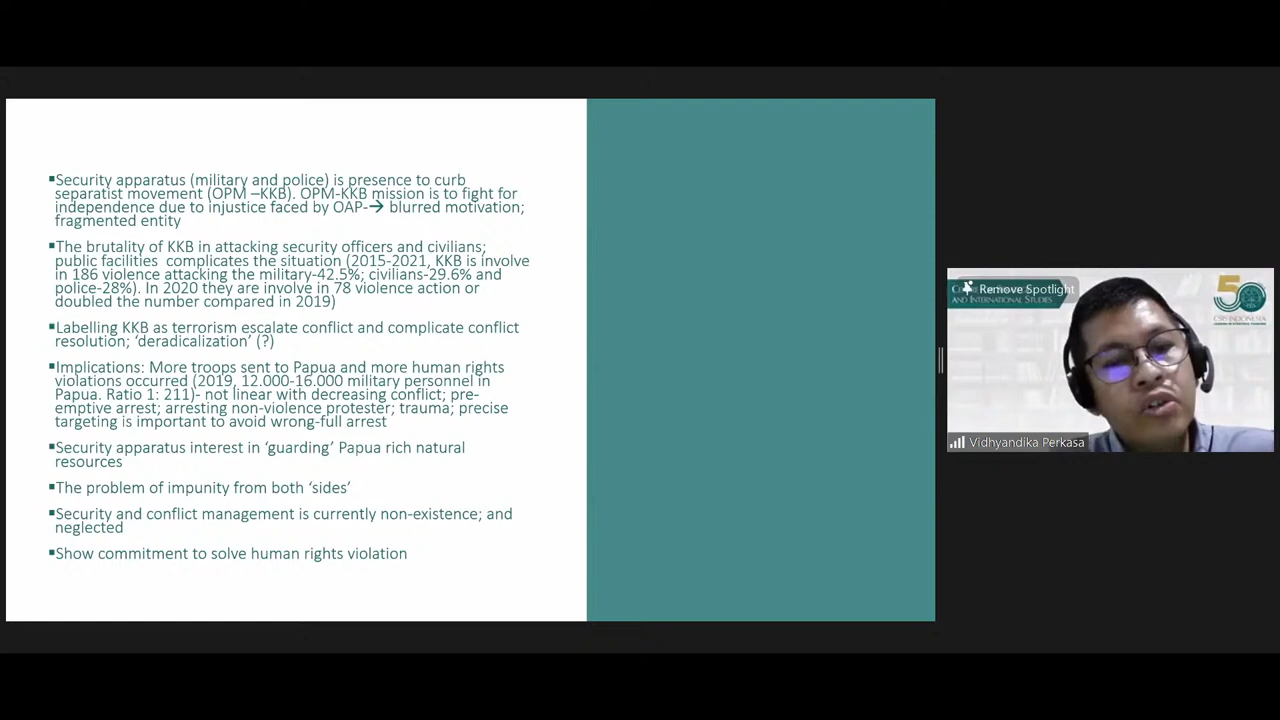 ▪Security apparatus (military and police) is presence to curb
separatist movement (OPM –KKB). OPM-KKB mission is to fight for
independence due to injustice faced by OAP-→ blurred motivation;
fragmented entity
▪The brutality of KKB in attacking security officers and civilians;
public facilities complicates the situation (2015-2021, KKB is involve
in 186 violence attacking the military-42.5%; civilians-29.6% and
police-28%). In 2020 they are involve in 78 violence action or
doubled the number compared in 2019)
▪Labelling KKB as terrorism escalate conflict and complicate conflict
resolution; ‘deradicalization’ (?)
▪Implications: More troops sent to Papua and more human rights
violations occurred (2019, 12.000-16.000 military personnel in
Papua. Ratio 1: 211)- not linear with decreasing conflict; pre-
emptive arrest; arresting non-violence protester; trauma; precise
targeting is important to avoid wrong-full arrest
▪Security apparatus interest in ‘guarding’ Papua rich natural
resources
▪The problem of impunity from both ‘sides’
▪Security and conflict management is currently non-existence; and
neglected
▪Show commitment to solve human rights violation
Remove Spotlight
and International Studies
50
CSIS INDONESIA
Vidhyandika Perkasa